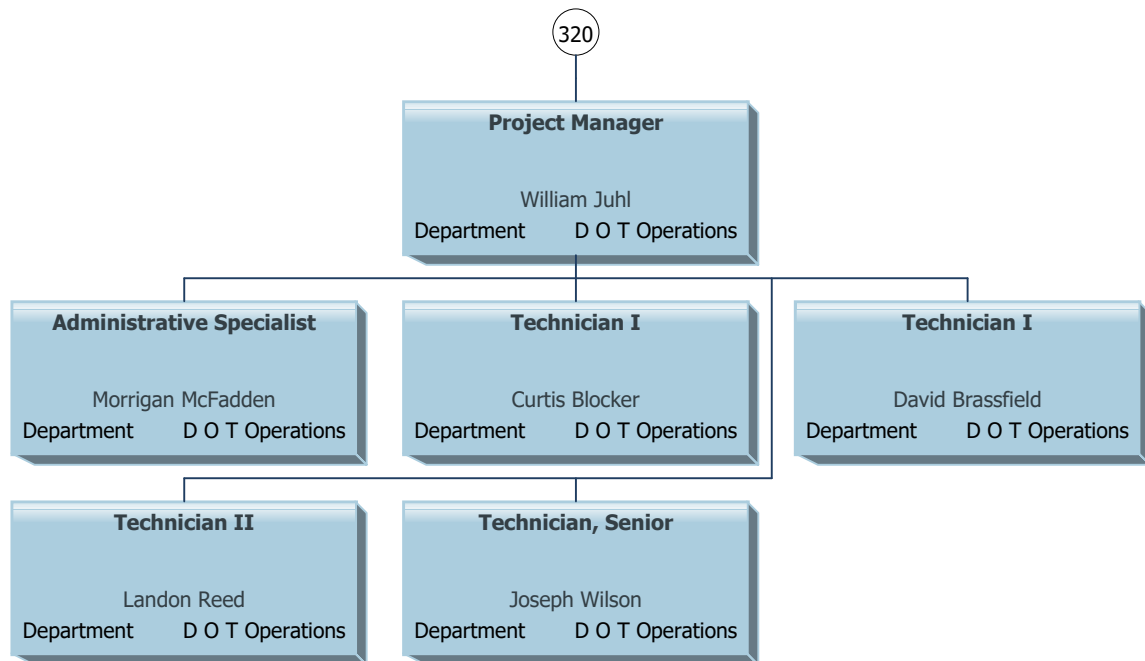 320
Project Manager
William Juhl
Department D O T Operations
Administrative Specialist
Morrigan McFadden
Department D O T Operations
Technician I
Curtis Blocker
Department D O T Operations
Technician I
David Brassfield
Department D O T Operations
Technician II
Landon Reed
Department D O T Operations
Technician, Senior
Joseph Wilson
Department D O T Operations